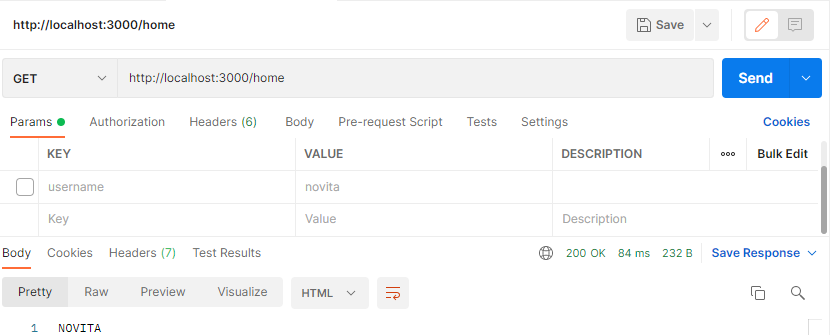 http://localhost:3000/home Save
GET http://localhost:3000/home Send
Params Authorization Headers (6) Body Pre-request Script Tests Settings Cookies
KEY VALUE DESCRIPTION ooo Bulk Edit
username novita
Key Value Description
Body Cookies Headers (7) Test Results 200 OK 84 ms 232 B Save Response
Pretty Raw Preview Visualize HTML
1 NOVITA